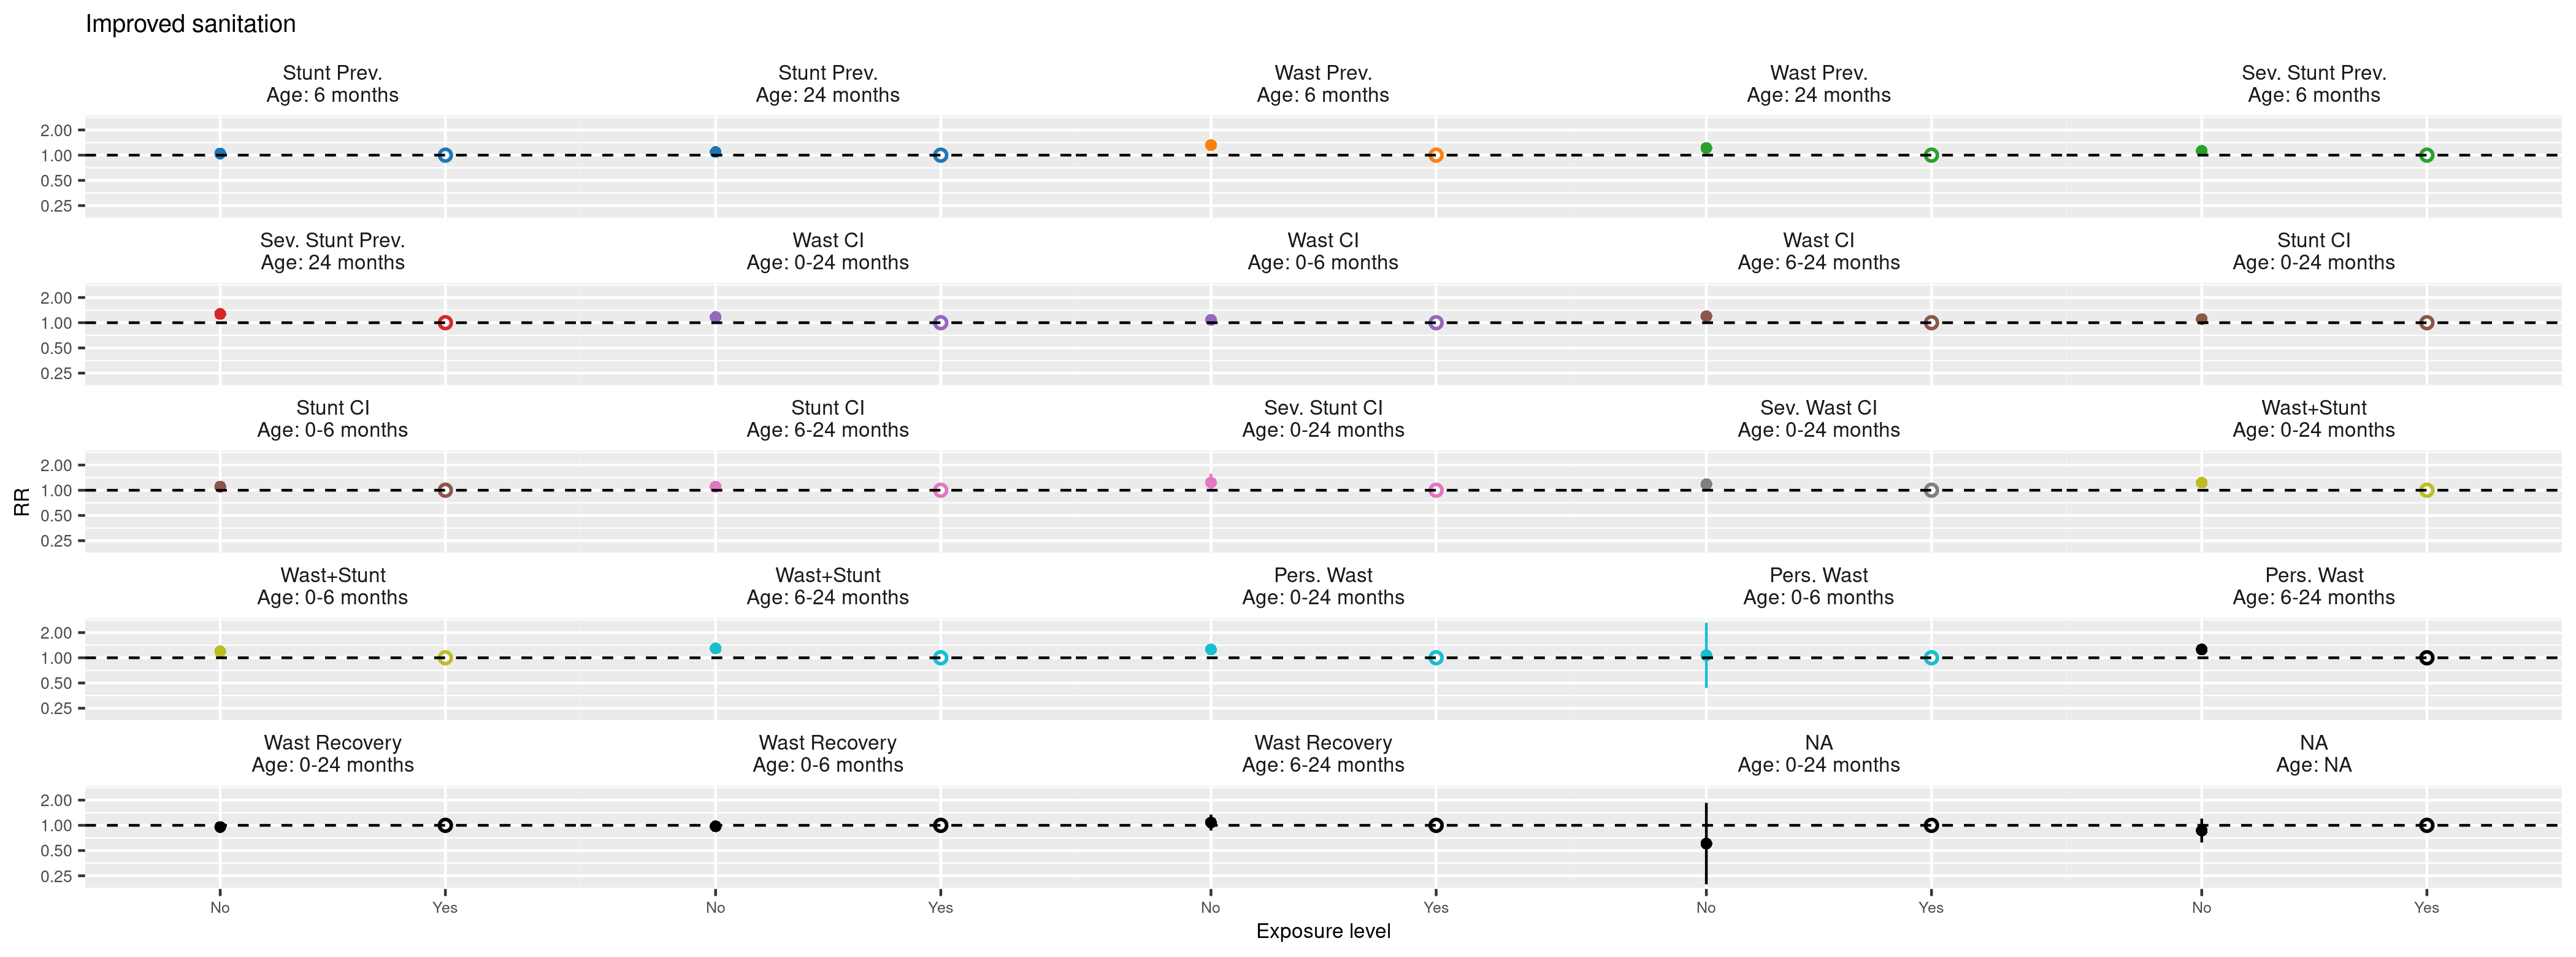 Improved sanitation
Stunt Prev.
Age: 6 months
Stunt Prev.
Age: 24 months
Wast Prev.
Age: 6 months
Wast Prev.
Age: 24 months
Sev. Stunt Prev.
Age: 6 months
2.00
1.00
0.50
0.25
Sev. Stunt Prev.
Age: 24 months
Wast CI
Age: 0-24 months
Wast CI
Age: 0-6 months
Wast CI
Age: 6-24 months
Stunt CI
Age: 0-24 months
2.00
1.00
0.50
0.25
Stunt CI
Age: 0-6 months
Stunt CI
Age: 6-24 months
Sev. Stunt CI
Age: 0-24 months
Sev. Wast CI
Age: 0-24 months
Wast+Stunt
Age: 0-24 months
2.00
1.00
0.50
0.25
RR
Wast+Stunt
Age: 0-6 months
Wast+Stunt
Age: 6-24 months
Pers. Wast
Age: 0-24 months
Pers. Wast
Age: 0-6 months
Pers. Wast
Age: 6-24 months
2.00
1.00
0.50
0.25
Wast Recovery
Age: 0-24 months
Wast Recovery
Age: 0-6 months
Wast Recovery
Age: 6-24 months
NA
Age: 0-24 months
NA
Age: NA
2.00
1.00
0.50
0.25
No Yes No Yes No Yes No Yes No Yes
Exposure level